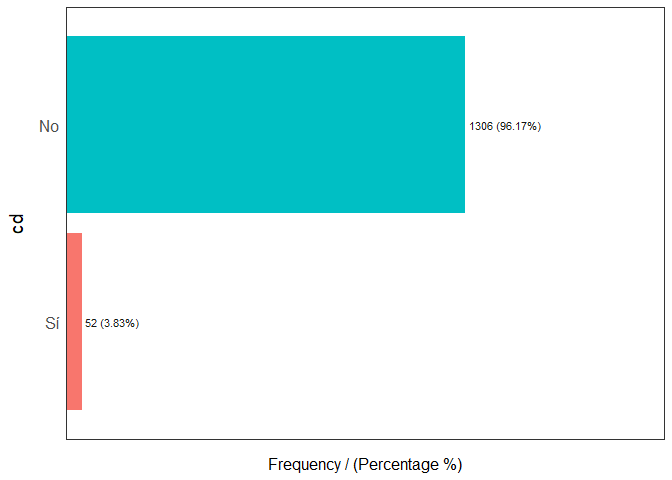 No
1306 (96.17%)
cd
Sí
52 (3.83%)
Frequency / (Percentage %)